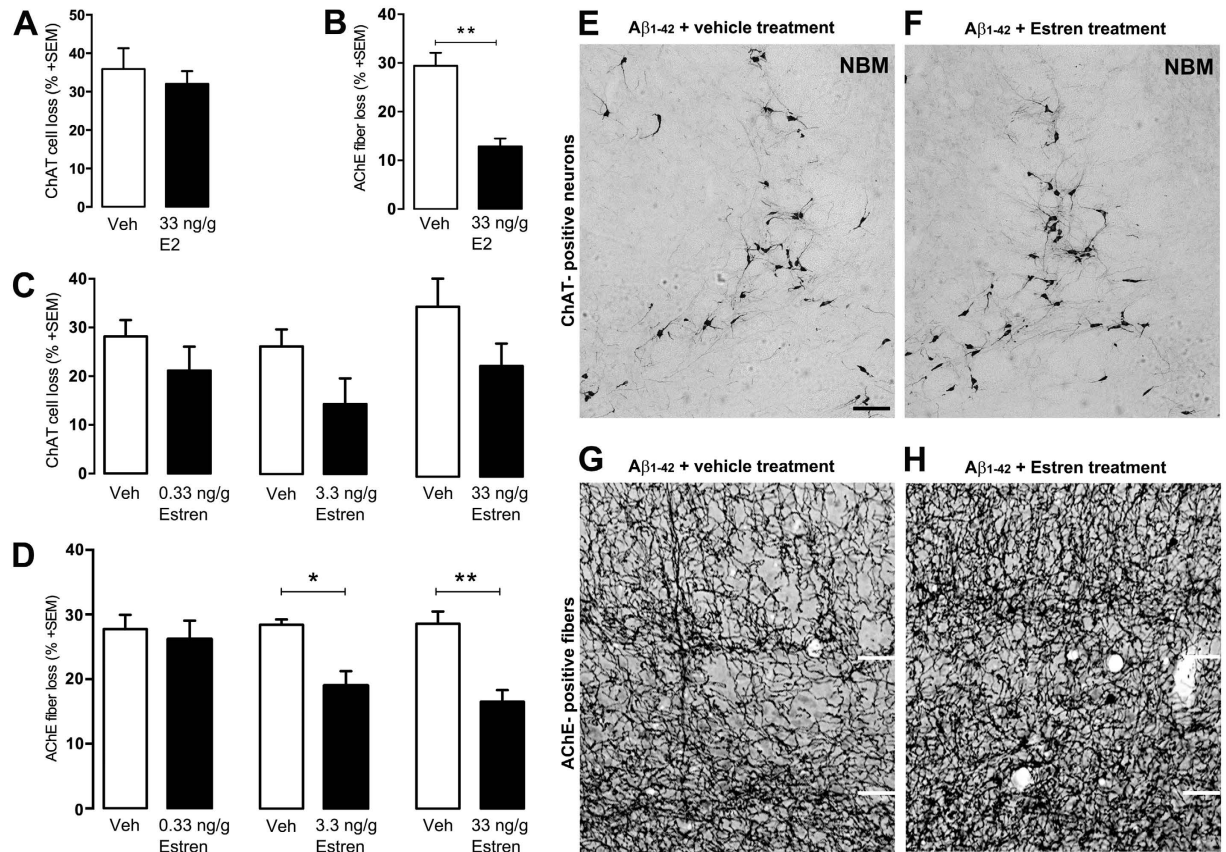 A
ChAT cell loss (% +SEM)
50
40
30
20
10
0
Veh
33 ng/g
E2
B
AChE fiber loss (% +SEM)
40
30
20
10
0
**
Veh
33 ng/g
E2
C
ChAT cell loss (% +SEM)
40
30
20
10
0
Veh
0.33 ng/g
Estren
Veh
3.3 ng/g
Estren
Veh
33 ng/g
Estren
D
AChE fiber loss (% +SEM)
40
30
20
10
0
*
**
Veh
0.33 ng/g
Estren
Veh
3.3 ng/g
Estren
Veh
33 ng/g
Estren
E
Aβ1-42 + vehicle treatment
NBM
ChAT- positive neurons
F
Aβ1-42 + Estren treatment
NBM
G
Aβ1-42 + vehicle treatment
AChE- positive fibers
H
Aβ1-42 + Estren treatment